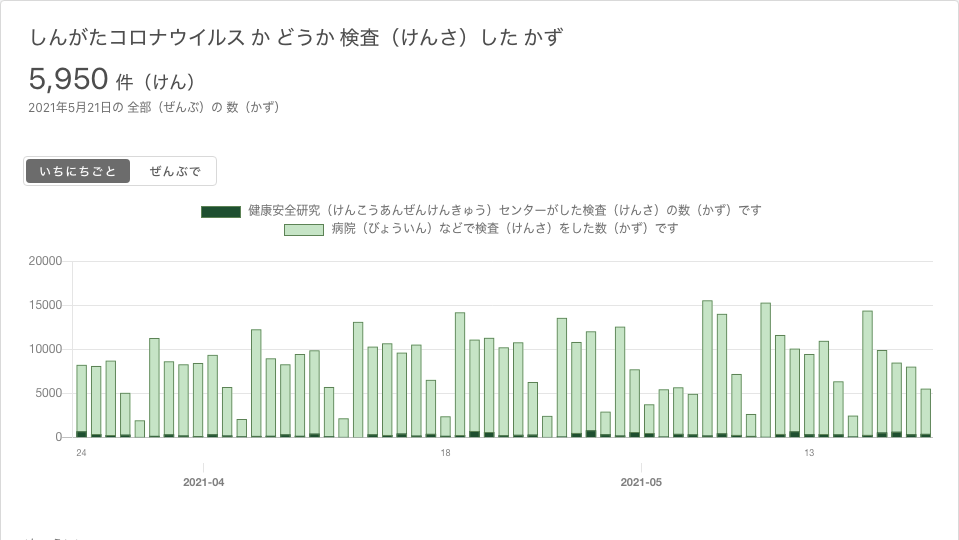 しんがたコロナウイルス か どうか 検査（けんさ）した かず
5,950 件（けん）
2021年5月21日の 全部（ぜんぶ）の 数（かず）
いちにちごと ぜんぶで
健康安全研究（けんこうあんぜんけんきゅう）センターがした検査（けんさ）の数（かず）です
病院（びょういん）などで検査（けんさ）をした数（かず）です
20000
15000
10000
5000
0
24 18 13
2021-04 2021-05